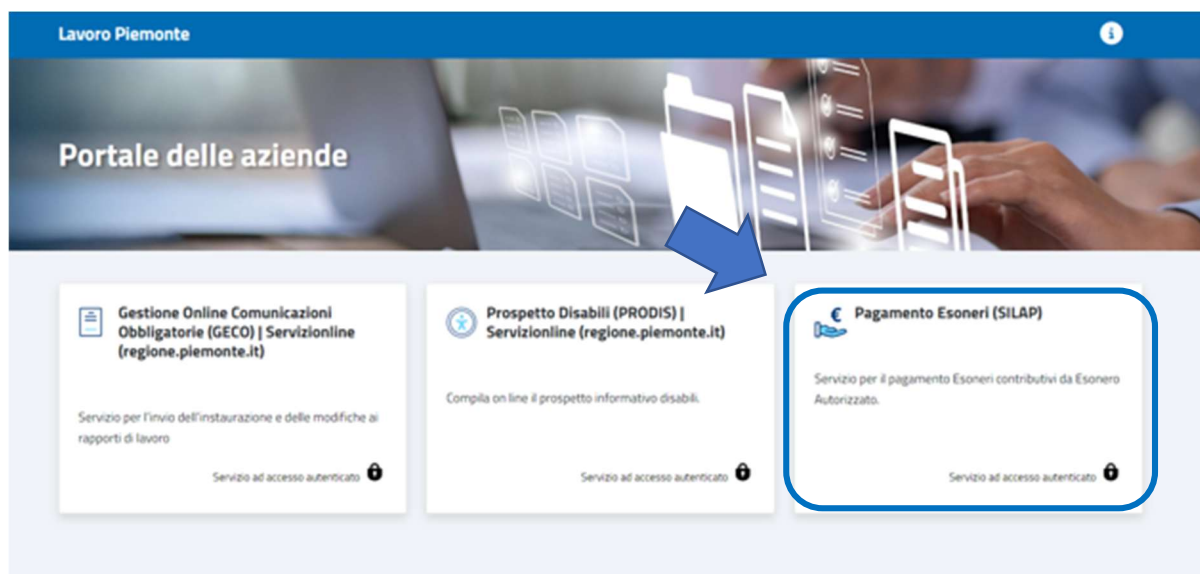 Lavoro Piemonte
Portale delle aziende
Gestione Online Comunicazioni
Obbligatorie (GECO) | Servizionline
(regione.piemonte.it)
Servizio per l'invio dell'instaurazione e delle modifiche ai
rapporti di lavoro
Servizio ad accesso autenticato
Prospetto Disabili (PRODIS) |
Servizionline (regione.piemonte.it)
Compila on line il prospetto informativo disabili.
Servizio ad accesso autenticato
€ Pagamento Esoneri (SILAP)
Servizio per il pagamento Esoneri contributivi da Esonero
Autorizzato.
Servizio ad accesso autenticato